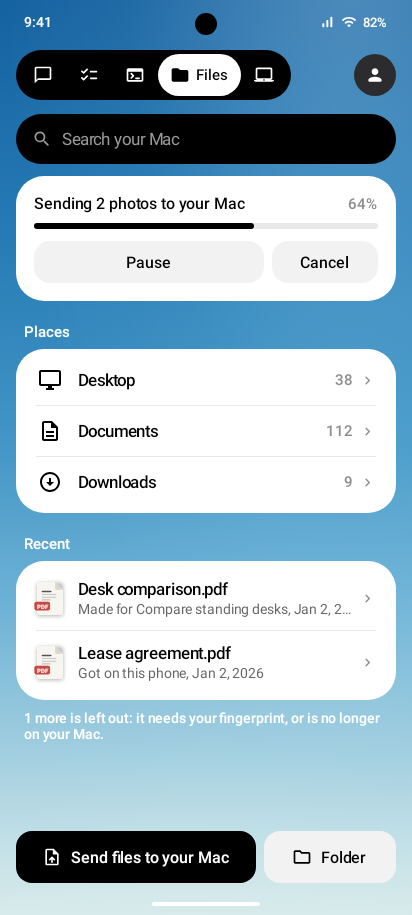 9:41
82%
Files
Search your Mac
Sending 2 photos to your Mac 64%
Pause Cancel
Places
Desktop 38
Documents 112
Downloads 9
Recent
PDF
Desk comparison.pdf
Made for Compare standing desks, Jan 2, 2…
PDF
Lease agreement.pdf
Got on this phone, Jan 2, 2026
1 more is left out: it needs your fingerprint, or is no longer
on your Mac.
Send files to your Mac Folder